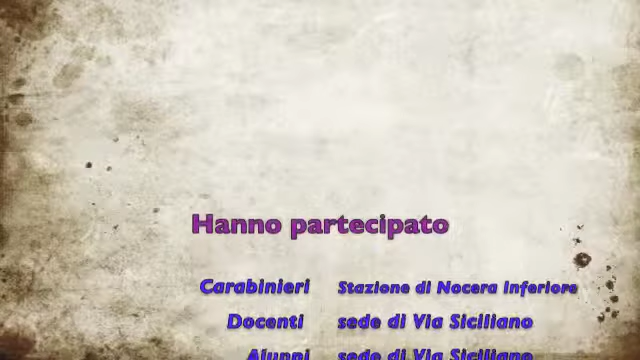 Hanno partecipato
Carabinieri Stazione di Nocera Inferiore
Docenti sede di Via Siciliano
Alunni sede di Via Siciliano